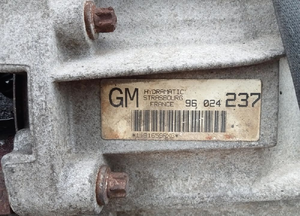 GM HYDRAMATIC
STRASBOURG
FRANCE 96 024 237